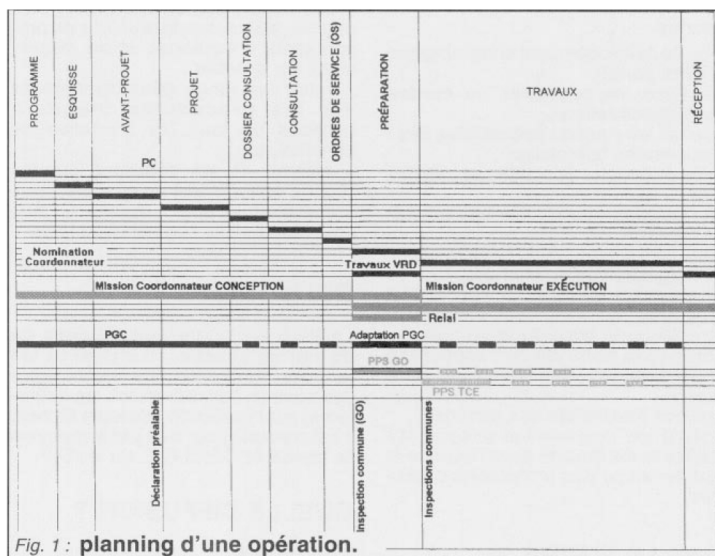 PROGRAMME
ESQUISSE
AVANT-PROJET
PROJET
DOSSIER CONSULTATION
CONSULTATION
ORDRES DE SERVICE (OS)
PRÉPARATION
TRAVAUX
RÉCEPTION
PC
Nomination
Coordonnateur
Travaux VRD
Mission Coordonnateur CONCEPTION
Mission Coordonnateur EXÉCUTION
Relai
PGC
Adaptation PGC
PPS GO
PPS TCE
Déclaration préalable
Inspection commune (GO)
Inspections communes
Fig. 1 : planning d'une opération.